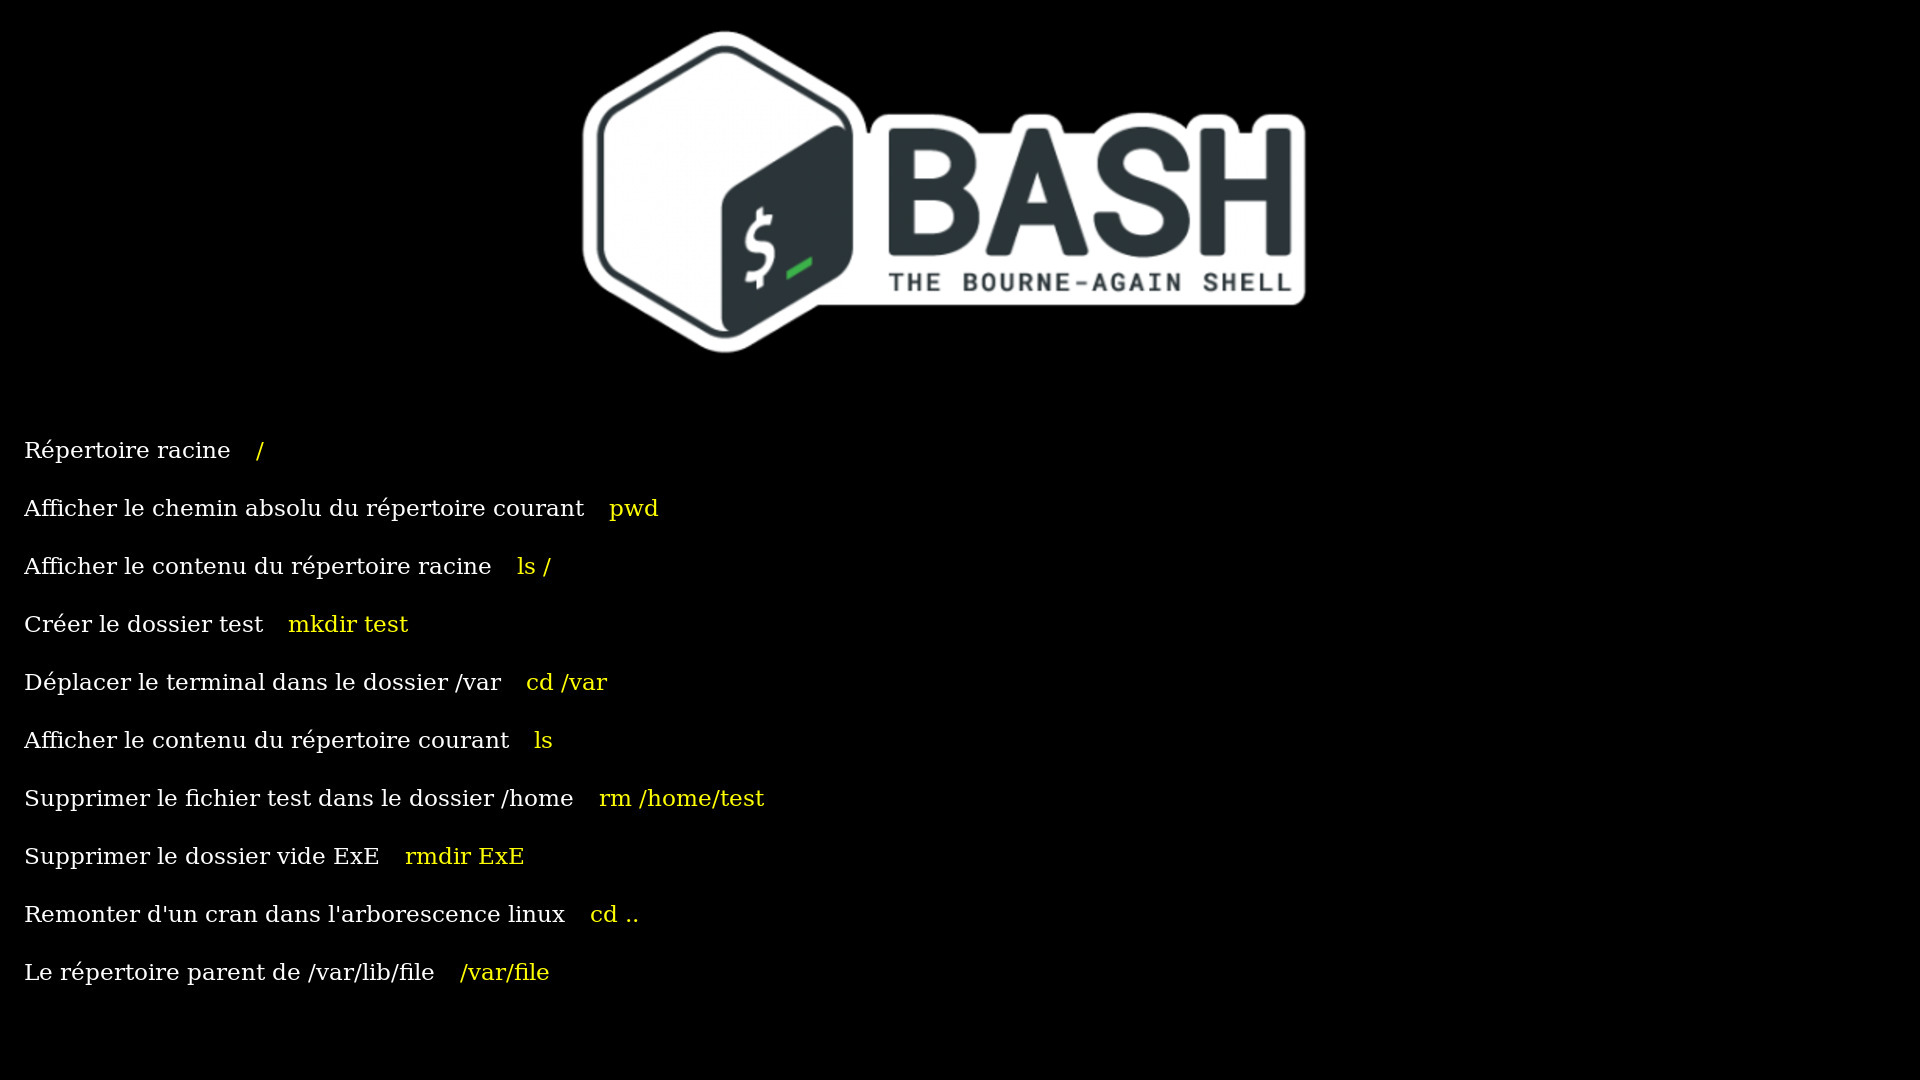 $_
BASH
THE BOURNE-AGAIN SHELL
Répertoire racine /
Afficher le chemin absolu du répertoire courant pwd
Afficher le contenu du répertoire racine ls /
Créer le dossier test mkdir test
Déplacer le terminal dans le dossier /var cd /var
Afficher le contenu du répertoire courant ls
Supprimer le fichier test dans le dossier /home rm /home/test
Supprimer le dossier vide ExE rmdir ExE
Remonter d'un cran dans l'arborescence linux cd ..
Le répertoire parent de /var/lib/file /var/file